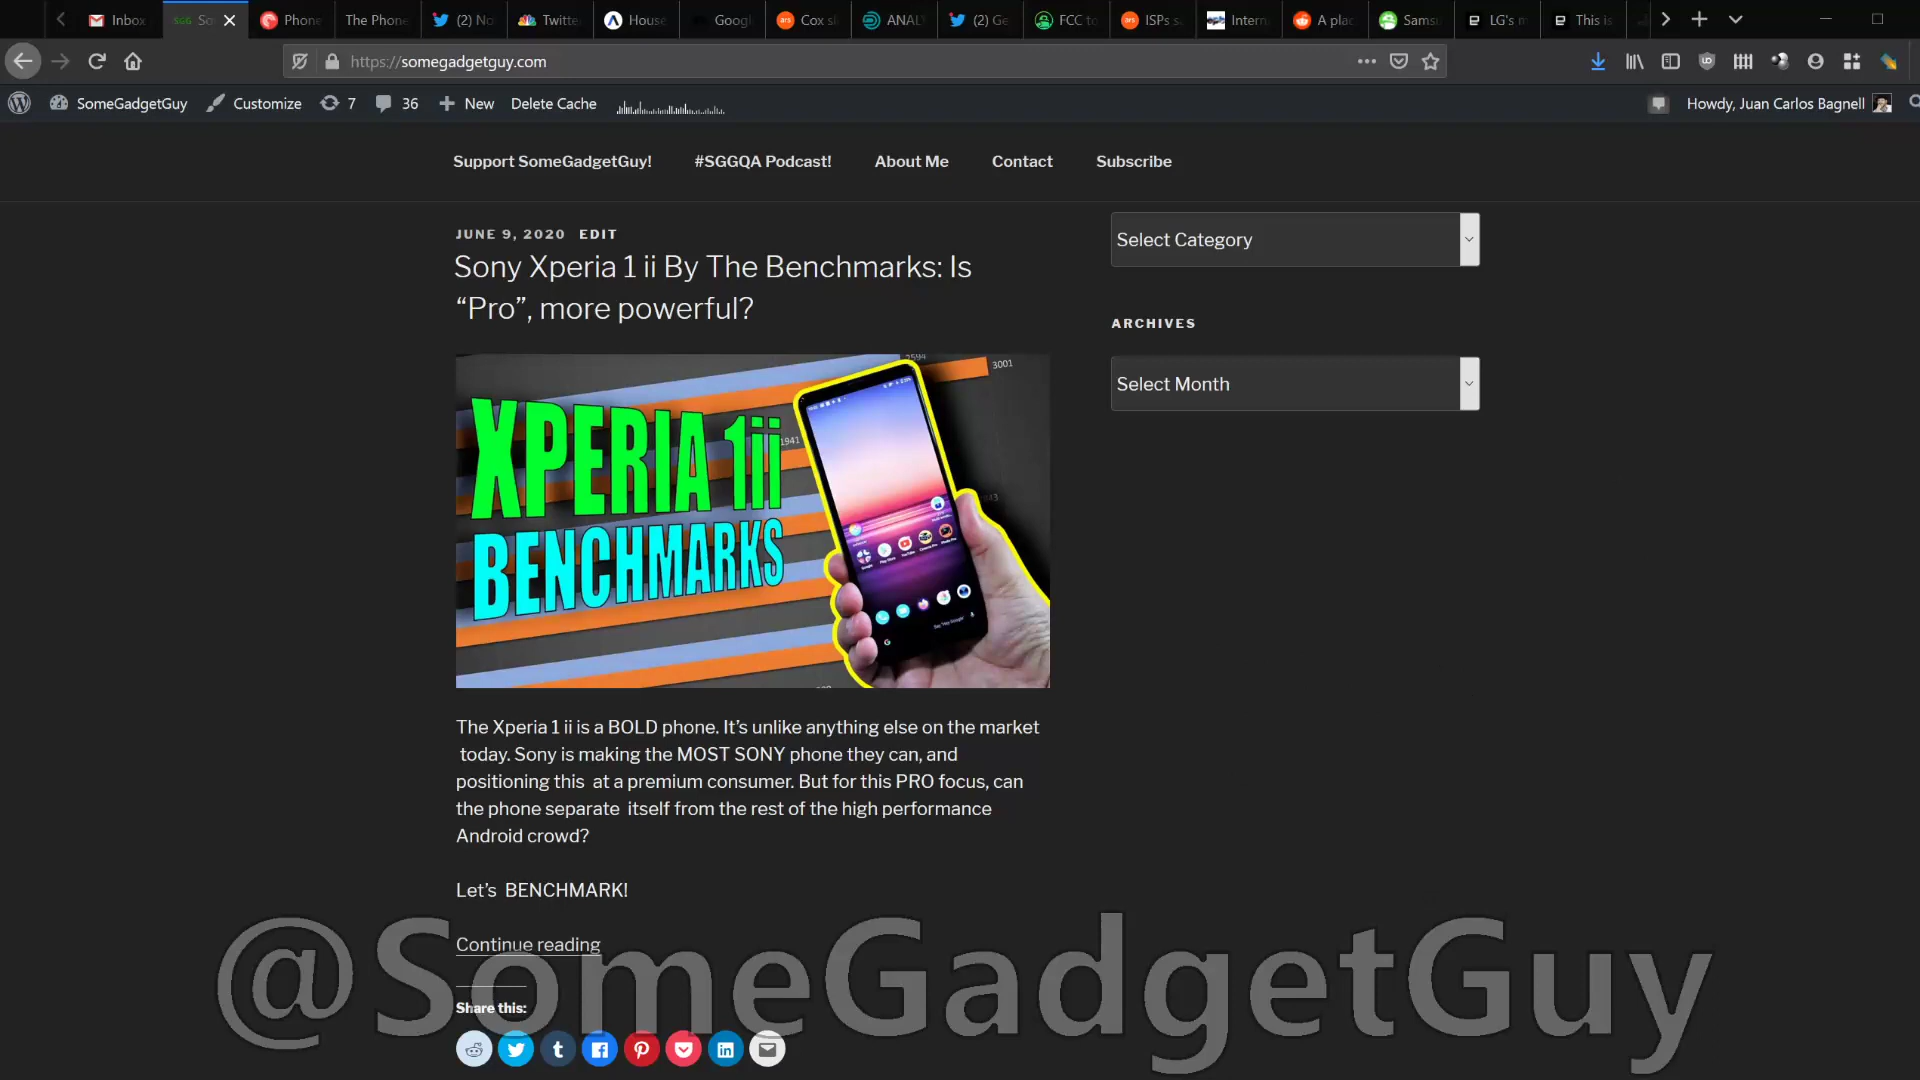 Inbox
SGG So
Phone
The Phone
(2) No
Twitte
House
Googl
Cox sl
ANAL
(2) Ge
FCC to
ISPs s
Intern
A plac
Sams
LG's m
This is
https://somegadgetguy.com
SomeGadgetGuy Customize 7 36 New Delete Cache Howdy, Juan Carlos Bagnell
Support SomeGadgetGuy! #SGGQA Podcast! About Me Contact Subscribe
JUNE 9, 2020 EDIT
Sony Xperia 1 ii By The Benchmarks: Is
“Pro”, more powerful?
2594
3001
1941
XPERIA 1ii
BENCHMARKS
The Xperia 1 ii is a BOLD phone. It’s unlike anything else on the market
today. Sony is making the MOST SONY phone they can, and
positioning this at a premium consumer. But for this PRO focus, can
the phone separate itself from the rest of the high performance
Android crowd?
Let’s BENCHMARK!
Continue reading
Share this:
Select Category
ARCHIVES
Select Month
@SomeGadgetGuy